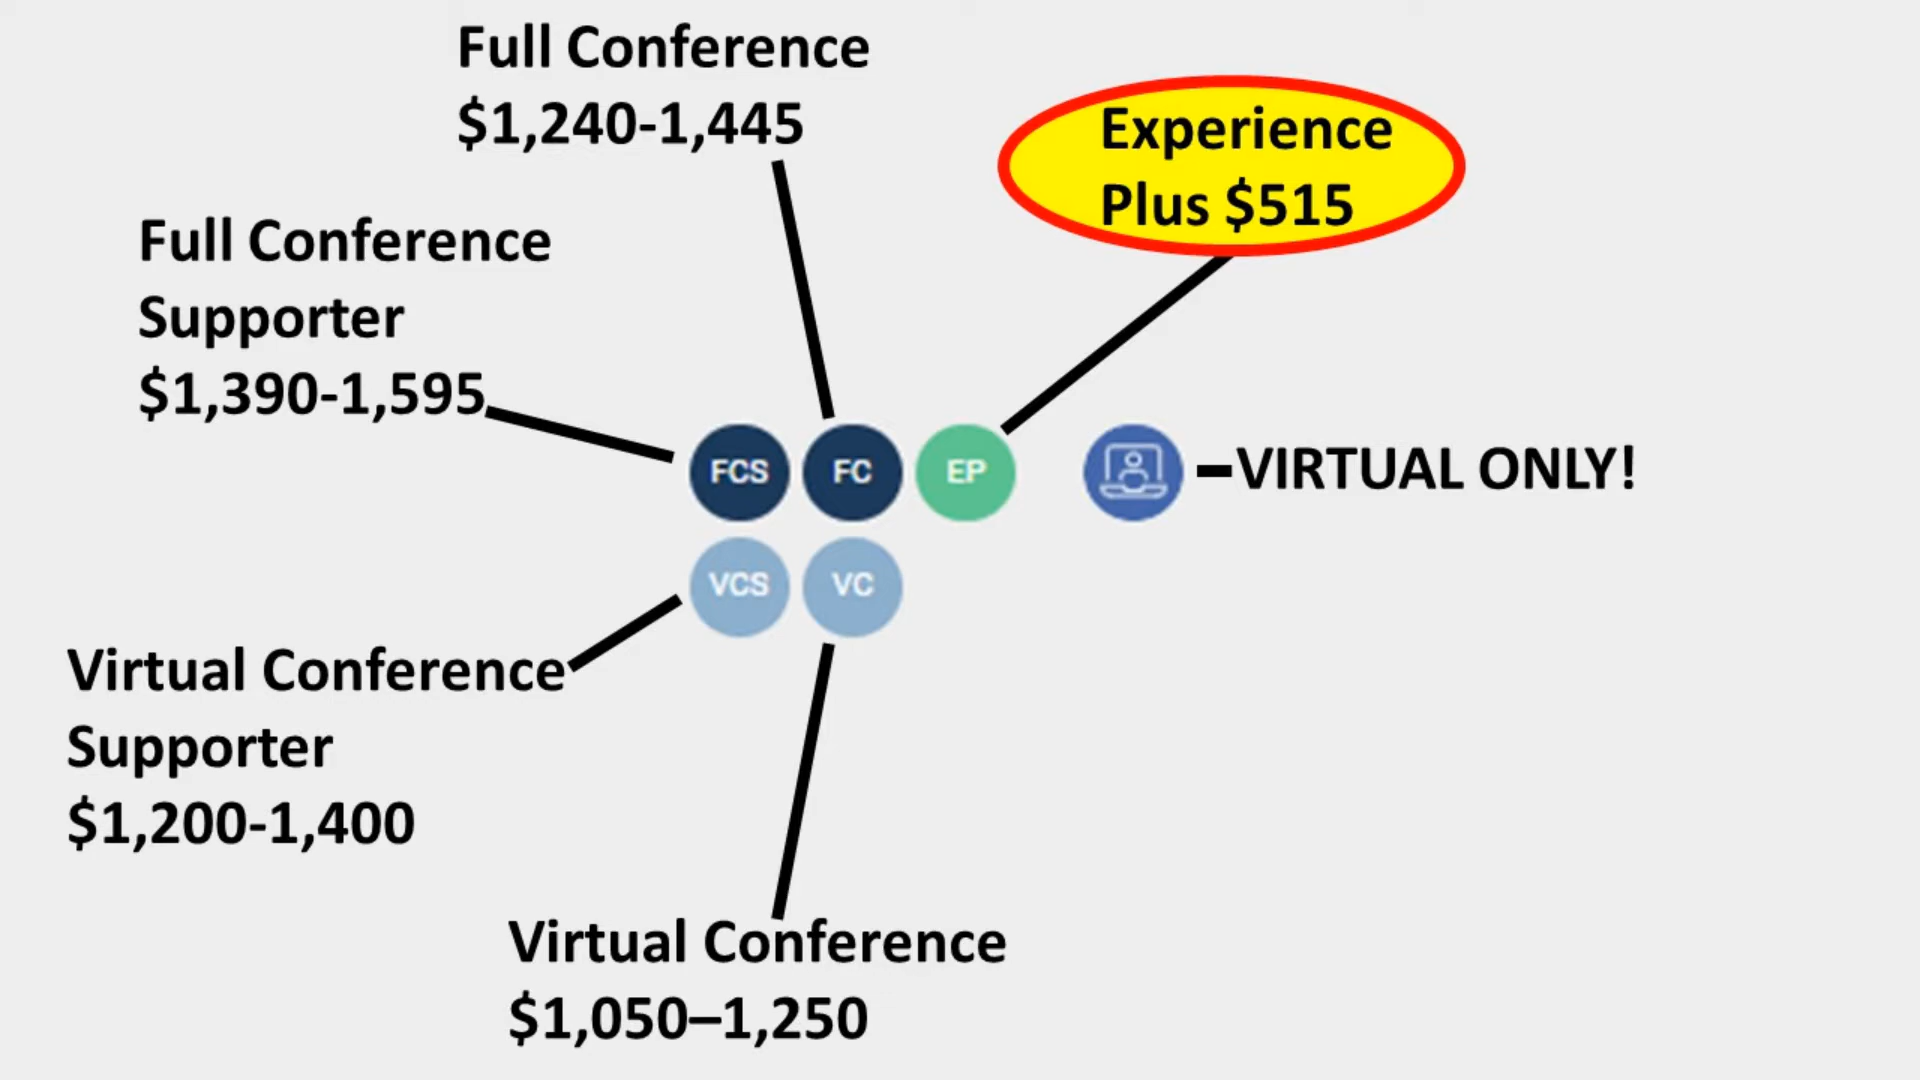 Full Conference
$1,240-1,445
Experience
Plus $515
Full Conference
Supporter
$1,390-1,595
FCS FC EP
–VIRTUAL ONLY!
VCS VC
Virtual Conference
Supporter
$1,200-1,400
Virtual Conference
$1,050–1,250